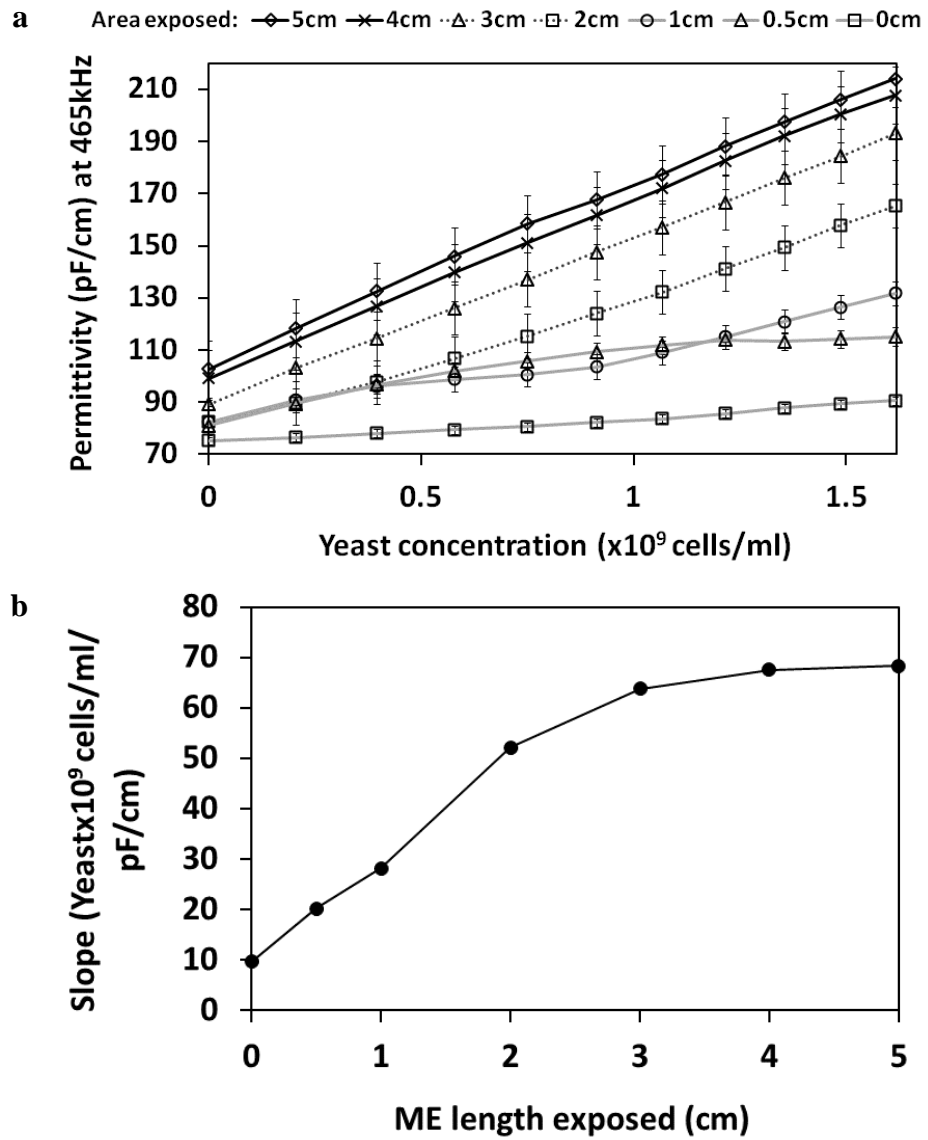 a
Area exposed: 5cm 4cm 3cm 2cm 1cm 0.5cm 0cm
Permittivity (pF/cm) at 465kHz
210
190
170
150
130
110
90
70
0 0.5 1 1.5
Yeast concentration (x10⁹ cells/ml)
b
Slope (Yeastx10⁹ cells/ml/
pF/cm)
80
70
60
50
40
30
20
10
0
0 1 2 3 4 5
ME length exposed (cm)